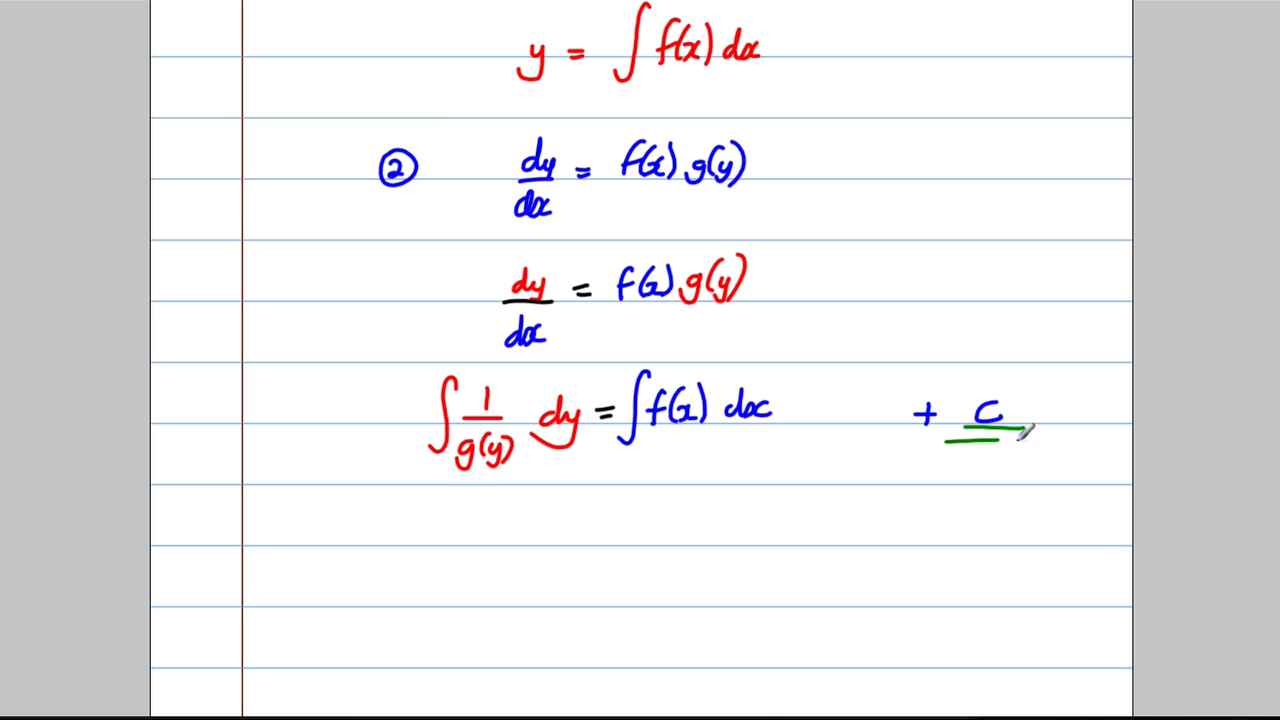 y = ∫ f(x) dx
② dy/dx = f(x) g(y)
dy/dx = f(x) g(y)
∫ 1/g(y) dy = ∫ f(x) dx + c